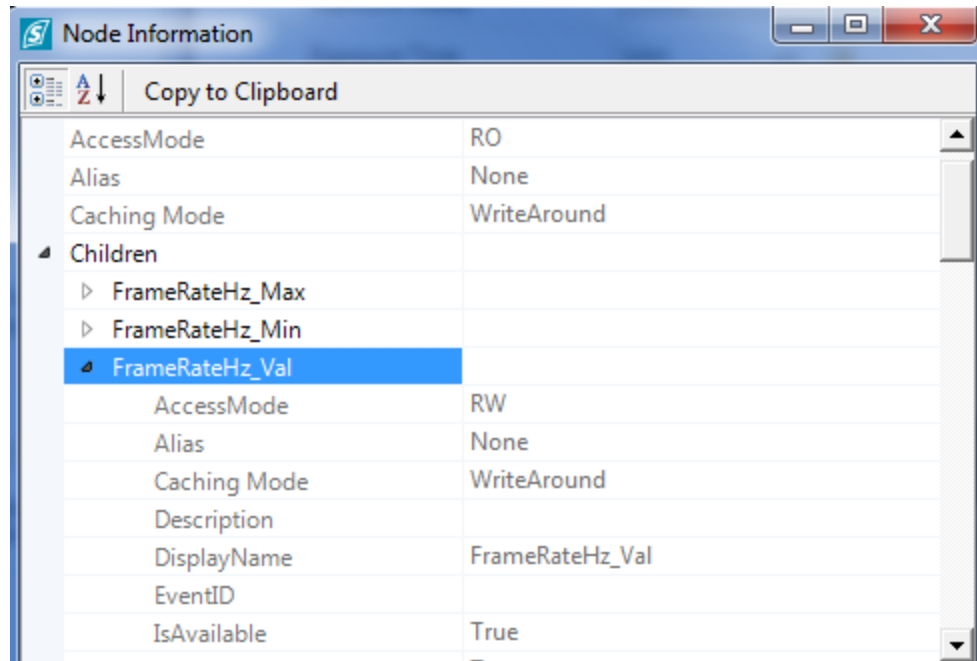 Node Information
Copy to Clipboard
AccessMode RO
Alias None
Caching Mode WriteAround
Children
FrameRateHz_Max
FrameRateHz_Min
FrameRateHz_Val
AccessMode RW
Alias None
Caching Mode WriteAround
Description
DisplayName FrameRateHz_Val
EventID
IsAvailable True